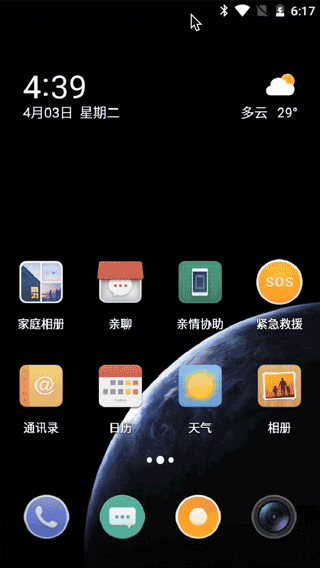 6:17
4:39
4月03日 星期二
多云 29°
SOS
家庭相册 亲聊 亲情协助 紧急救援
通讯录 日历 天气 相册